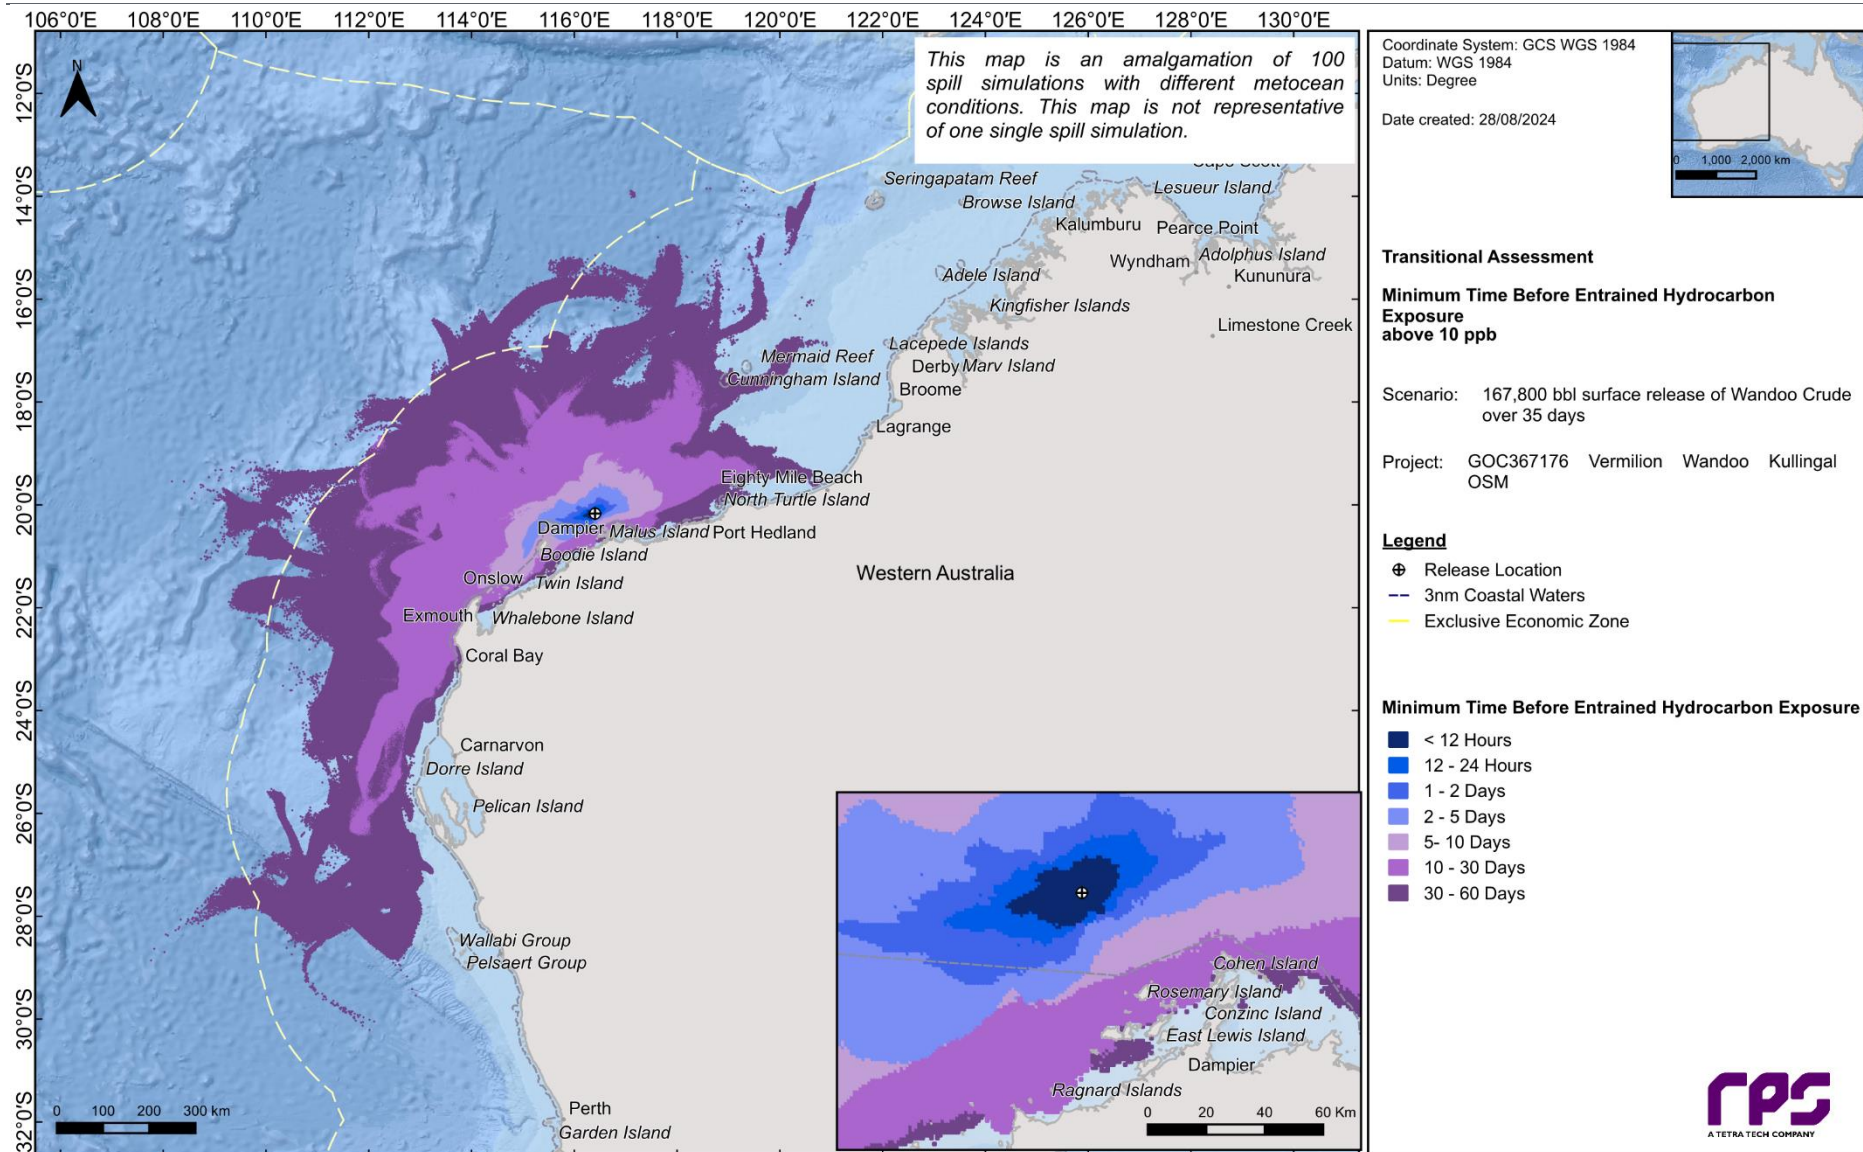 106°0'E 108°0'E 110°0'E 112°0'E 114°0'E 116°0'E 118°0'E 120°0'E 122°0'E 124°0'E 126°0'E 128°0'E 130°0'E
12°0'S
14°0'S
16°0'S
18°0'S
20°0'S
22°0'S
24°0'S
26°0'S
28°0'S
30°0'S
32°0'S
N
This map is an amalgamation of 100
spill simulations with different metocean
conditions. This map is not representative
of one single spill simulation.
Seringapatam Reef
Lesueur Island
Browse Island
Kalumburu
Pearce Point
Wyndham
Adolphus Island
Kununura
Adele Island
Kingfisher Islands
Limestone Creek
Lacepede Islands
Mermaid Reef
Derby
Marv Island
Cunningham Island
Broome
Lagrange
Eighty Mile Beach
North Turtle Island
Dampier
Malus Island
Port Hedland
Boodie Island
Onslow
Twin Island
Western Australia
Exmouth
Whalebone Island
Coral Bay
Carnarvon
Dorre Island
Pelican Island
Wallabi Group
Pelsaert Group
Perth
Garden Island
0 100 200 300 km
Cohen Island
Rosemary Island
Conzinc Island
East Lewis Island
Dampier
Ragnard Islands
0 20 40 60 Km
Coordinate System: GCS WGS 1984
Datum: WGS 1984
Units: Degree
Date created: 28/08/2024
0 1,000 2,000 km
Transitional Assessment
Minimum Time Before Entrained Hydrocarbon
Exposure
above 10 ppb
Scenario: 167,800 bbl surface release of Wandoo Crude
over 35 days
Project: GOC367176 Vermilion Wandoo Kullingal
OSM
Legend
Release Location
3nm Coastal Waters
Exclusive Economic Zone
Minimum Time Before Entrained Hydrocarbon Exposure
< 12 Hours
12 - 24 Hours
1 - 2 Days
2 - 5 Days
5- 10 Days
10 - 30 Days
30 - 60 Days
rps
A TETRA TECH COMPANY